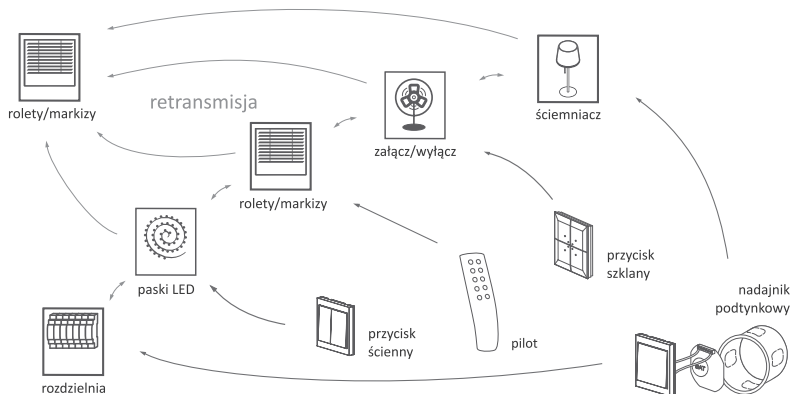 rolety/markizy
retransmisja
ściemniacz
załącz/wyłącz
rolety/markizy
przycisk
szklany
paski LED
nadajnik
podtynkowy
przycisk
ścienny
pilot
rozdzielnia